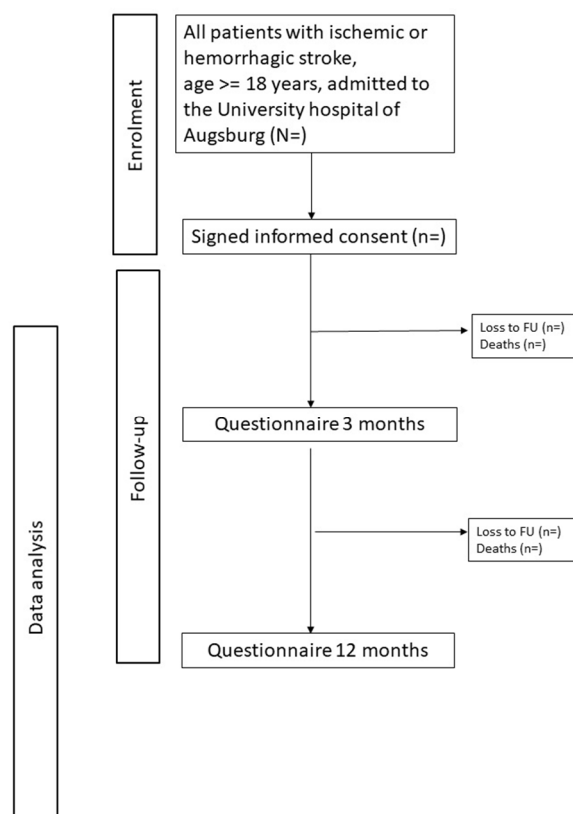 All patients with ischemic or
hemorrhagic stroke,
age >= 18 years, admitted to
the University hospital of
Augsburg (N=)
Enrolment
Signed informed consent (n=)
Loss to FU (n=)
Deaths (n=)
Questionnaire 3 months
Follow-up
Loss to FU (n=)
Deaths (n=)
Data analysis
Questionnaire 12 months